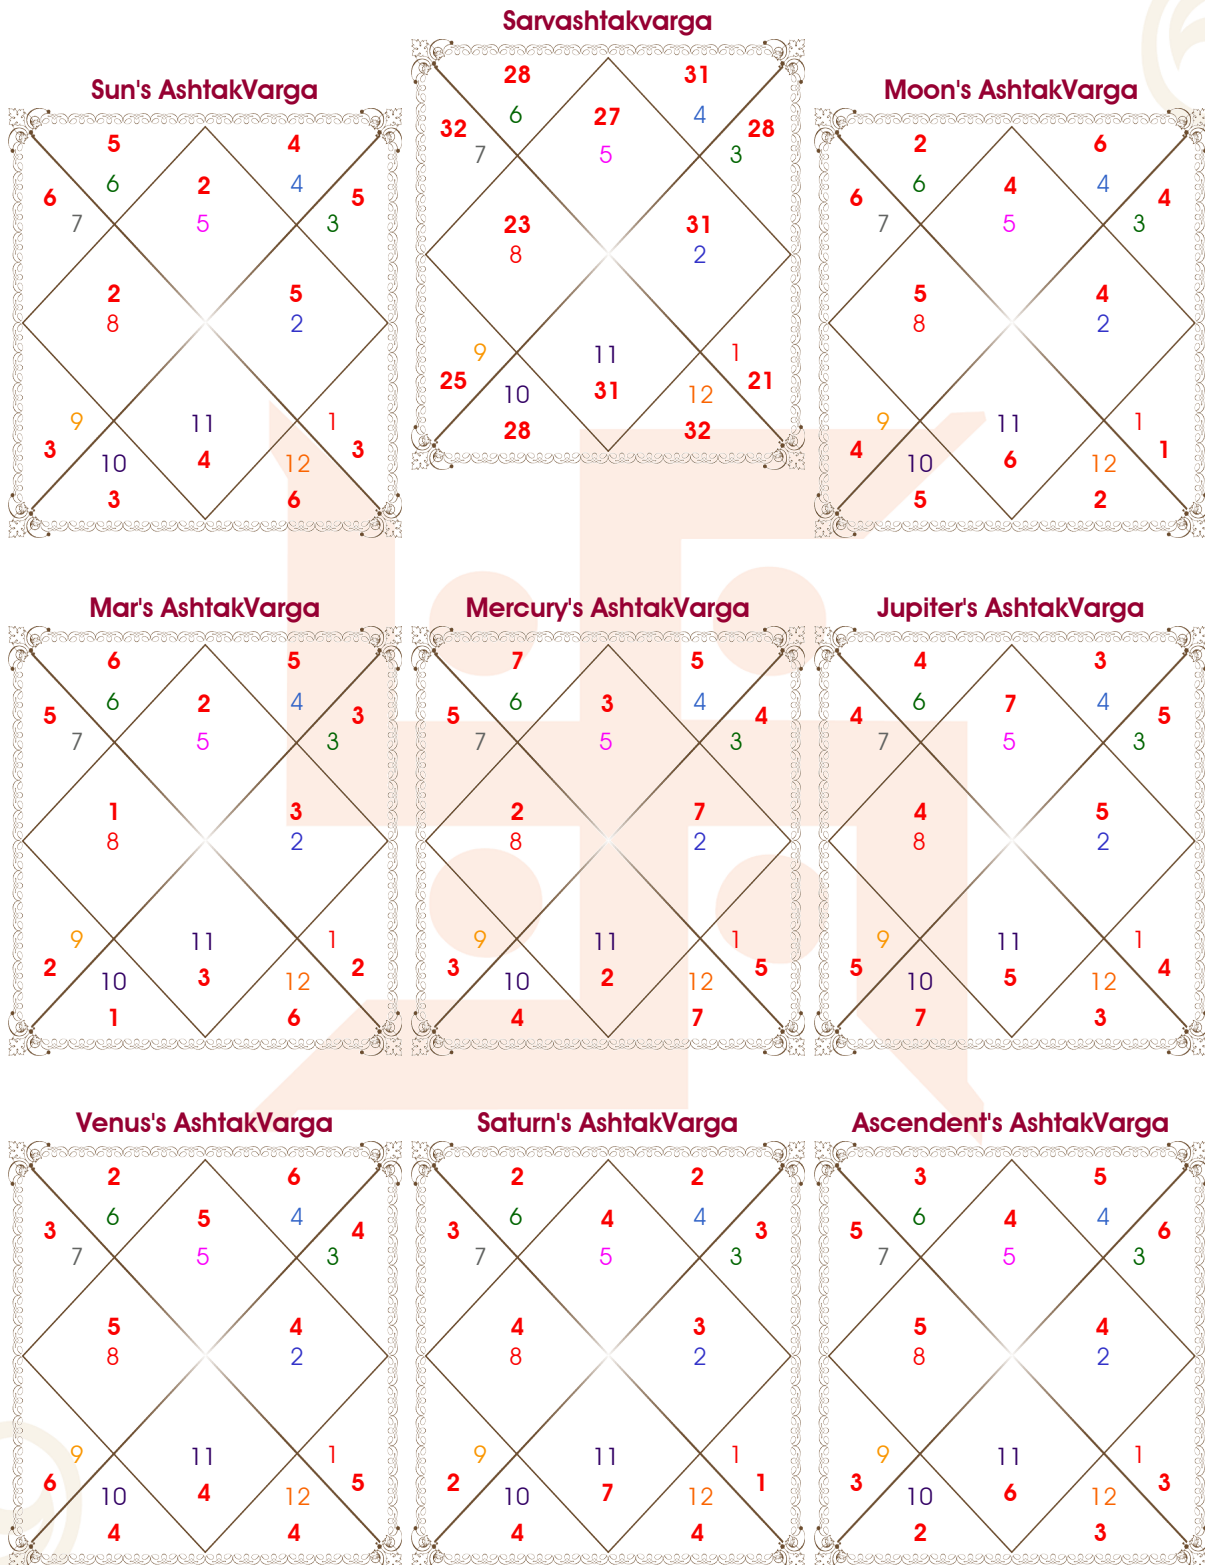 Sarvashtakvarga
28 31
6 27 4
32 28
7 5 3
23 31
8 2
9 11 1
25 31 21
10 12
28 32
Sun's AshtakVarga
5 4
6 2 4
6 5
7 5 3
2 5
8 2
9 11 1
3 4 3
10 12
3 6
Moon's AshtakVarga
2 6
6 4 4
6 4
7 5 3
5 4
8 2
9 11 1
4 6 1
10 12
5 2
Mar's AshtakVarga
6 5
6 2 4
5 3
7 5 3
1 3
8 2
9 11 1
2 3 2
10 12
1 6
Mercury's AshtakVarga
7 5
6 3 4
5 4
7 5 3
2 7
8 2
9 11 1
3 2 5
10 12
4 7
Jupiter's AshtakVarga
4 3
6 7 4
4 5
7 5 3
4 5
8 2
9 11 1
5 5 4
10 12
7 3
Venus's AshtakVarga
2 6
6 5 4
3 4
7 5 3
5 4
8 2
9 11 1
6 4 5
10 12
4 4
Saturn's AshtakVarga
2 2
6 4 4
3 3
7 5 3
4 3
8 2
9 11 1
2 7 1
10 12
4 4
Ascendent's AshtakVarga
3 5
6 4 4
5 6
7 5 3
5 4
8 2
9 11 1
3 6 3
10 12
2 3